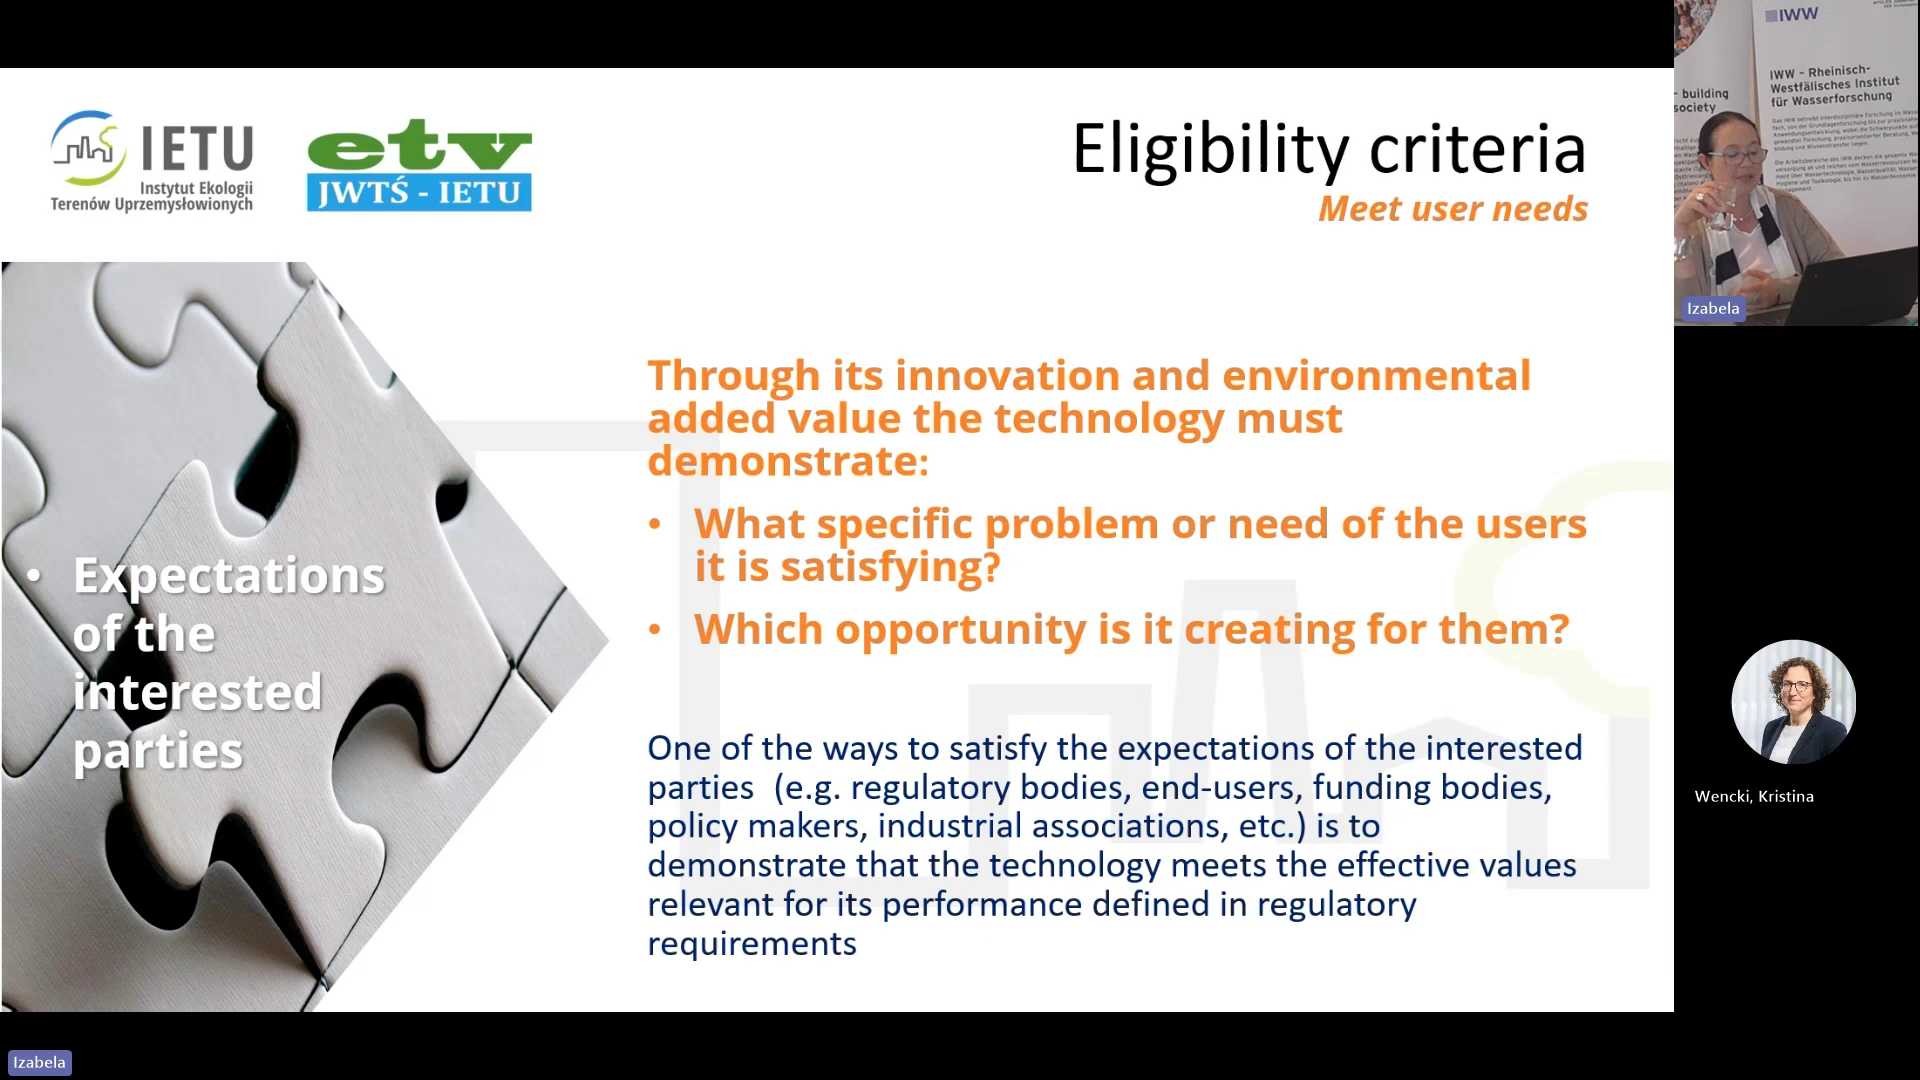 IETU
Instytut Ekologii
Terenów Uprzemysłowionych
etv
JWTŚ - IETU
Eligibility criteria
Meet user needs
• Expectations
of the
interested
parties
Through its innovation and environmental
added value the technology must
demonstrate:
• What specific problem or need of the users
it is satisfying?
• Which opportunity is it creating for them?
One of the ways to satisfy the expectations of the interested
parties (e.g. regulatory bodies, end-users, funding bodies,
policy makers, industrial associations, etc.) is to
demonstrate that the technology meets the effective values
relevant for its performance defined in regulatory
requirements
IWW
IWW - Rheinisch-
Westfälisches Institut
für Wasserforschung
- building
society
Izabela
Wencki, Kristina
Izabela